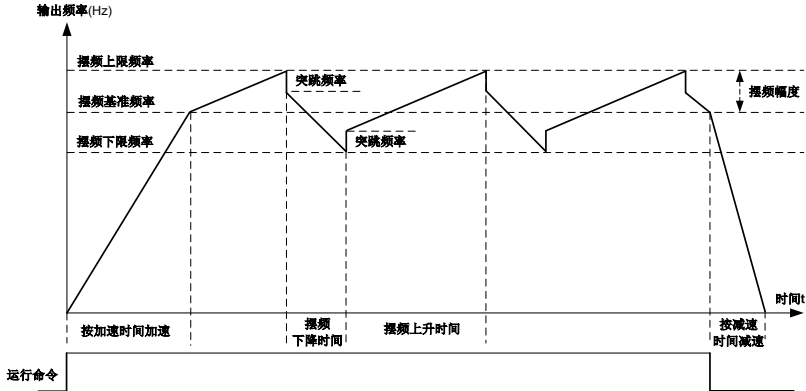 输出频率(Hz)
摆频上限频率
突跳频率
摆频基准频率
摆频幅度
摆频下限频率
突跳频率
时间t
按加速时间加速
摆频
下降时间
摆频上升时间
按减速
时间减速
运行命令